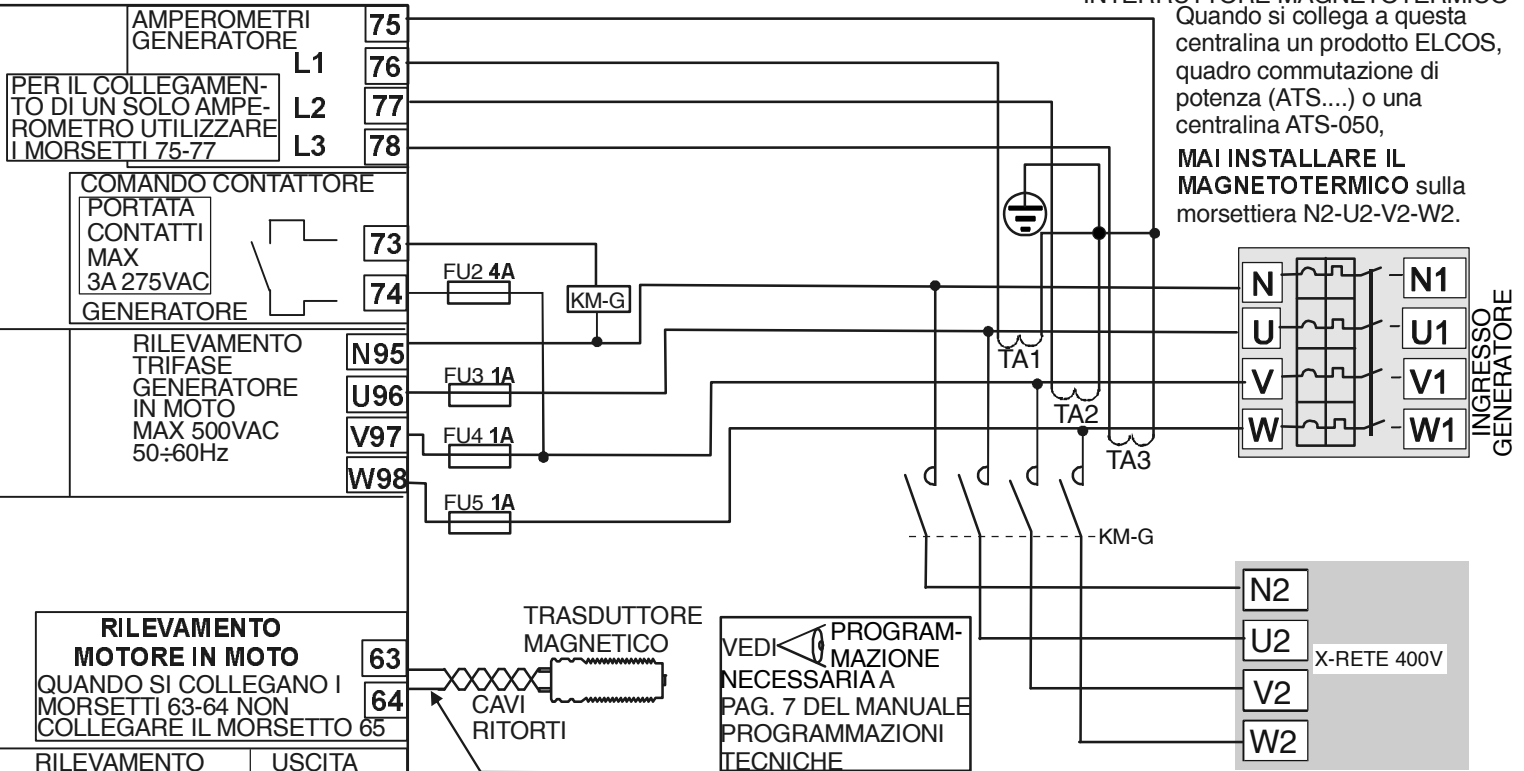 INTERRUTTORE MAGNETOTERMICO
Quando si collega a questa
centralina un prodotto ELCOS,
quadro commutazione di
potenza (ATS....) o una
centralina ATS-050,
MAI INSTALLARE IL
MAGNETOTERMICO sulla
morsettiera N2-U2-V2-W2.
AMPEROMETRI
GENERATORE
L1
L2
L3
75
76
77
78
PER IL COLLEGAMEN-
TO DI UN SOLO AMPE-
ROMETRO UTILIZZARE
I MORSETTI 75-77
COMANDO CONTATTORE
PORTATA
CONTATTI
MAX
3A 275VAC
GENERATORE
73
74
FU2 4A
KM-G
RILEVAMENTO
TRIFASE
GENERATORE
IN MOTO
MAX 500VAC
50÷60Hz
N95
U96
V97
W98
FU3 1A
FU4 1A
FU5 1A
TA1
TA2
TA3
N
U
V
W
N1
U1
V1
W1
INGRESSO
GENERATORE
KM-G
N2
U2
V2
W2
X-RETE 400V
RILEVAMENTO
MOTORE IN MOTO
QUANDO SI COLLEGANO I
MORSETTI 63-64 NON
COLLEGARE IL MORSETTO 65
63
64
TRASDUTTORE
MAGNETICO
CAVI
RITORTI
VEDI PROGRAM-
MAZIONE
NECESSARIA A
PAG. 7 DEL MANUALE
PROGRAMMAZIONI
TECNICHE
RILEVAMENTO
USCITA